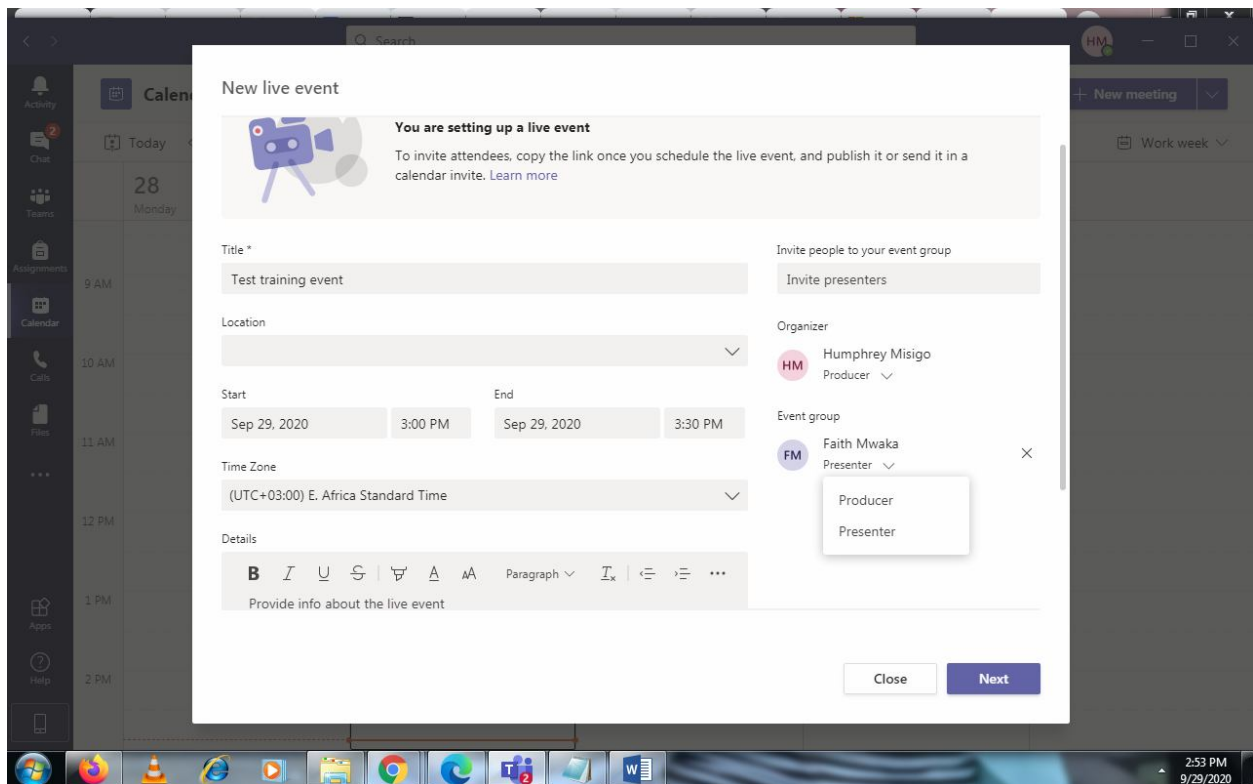 Search
HM
Activity
Calen
New meeting
2
Chat
Today
Work week
28
Monday
Teams
Assignments
9 AM
Calendar
10 AM
Calls
Files
11 AM
12 PM
1 PM
Apps
Help
2 PM
New live event
You are setting up a live event
To invite attendees, copy the link once you schedule the live event, and publish it or send it in a
calendar invite. Learn more
Title *
Test training event
Location
Start
End
Sep 29, 2020
3:00 PM
Sep 29, 2020
3:30 PM
Time Zone
(UTC+03:00) E. Africa Standard Time
Details
B I U S A AA Paragraph Tx
Provide info about the live event
Invite people to your event group
Invite presenters
Organizer
HM
Humphrey Misigo
Producer
Event group
FM
Faith Mwaka
Presenter
Producer
Presenter
Close
Next
2:53 PM
9/29/2020